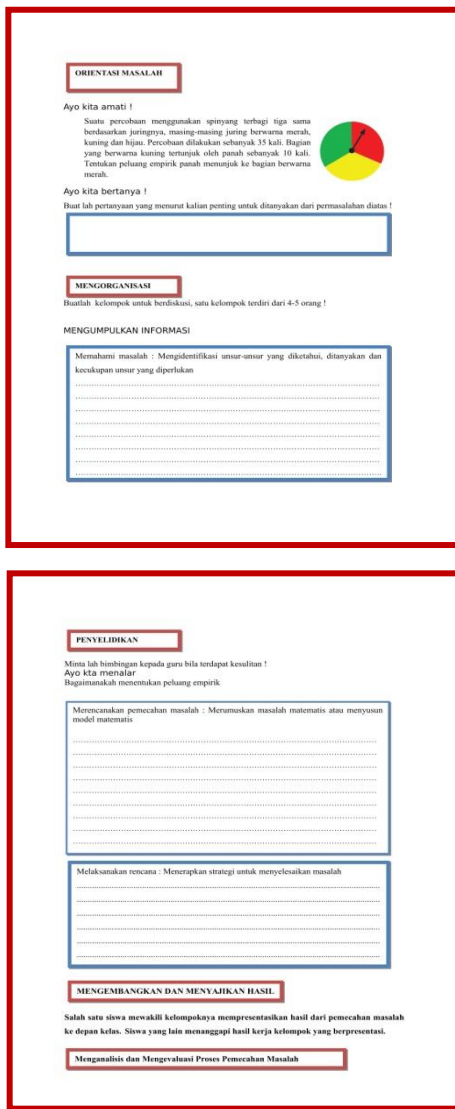 ORIENTASI MASALAH
Ayo kita amati !
Suatu percobaan menggunakan spinyang terbagi tiga sama
berdasarkan juringnya, masing-masing juring berwarna merah,
kuning dan hijau. Percobaan dilakukan sebanyak 35 kali. Bagian
yang berwarna kuning tertunjuk oleh panah sebanyak 10 kali.
Tentukan peluang empirik panah menunjuk ke bagian berwarna
merah.
Ayo kita bertanya !
Buat lah pertanyaan yang menurut kalian penting untuk ditanyakan dari permasalahan diatas !
MENGORGANISASI
Buatlah kelompok untuk berdiskusi, satu kelompok terdiri dari 4-5 orang !
MENGUMPULKAN INFORMASI
Memahami masalah : Mengidentifikasi unsur-unsur yang diketahui, ditanyakan dan
kecukupan unsur yang diperlukan
PENYELIDIKAN
Minta lah bimbingan kepada guru bila terdapat kesulitan !
Ayo kta menalar
Bagaimanakah menentukan peluang empirik
Merencanakan pemecahan masalah : Merumuskan masalah matematis atau menyusun
model matematis
Melaksanakan rencana : Menerapkan strategi untuk menyelesaikan masalah
MENGEMBANGKAN DAN MENYAJIKAN HASIL
Salah satu siswa mewakili kelompoknya mempresentasikan hasil dari pemecahan masalah
ke depan kelas. Siswa yang lain menanggapi hasil kerja kelompok yang berpresentasi.
Menganalisis dan Mengevaluasi Proses Pemecahan Masalah